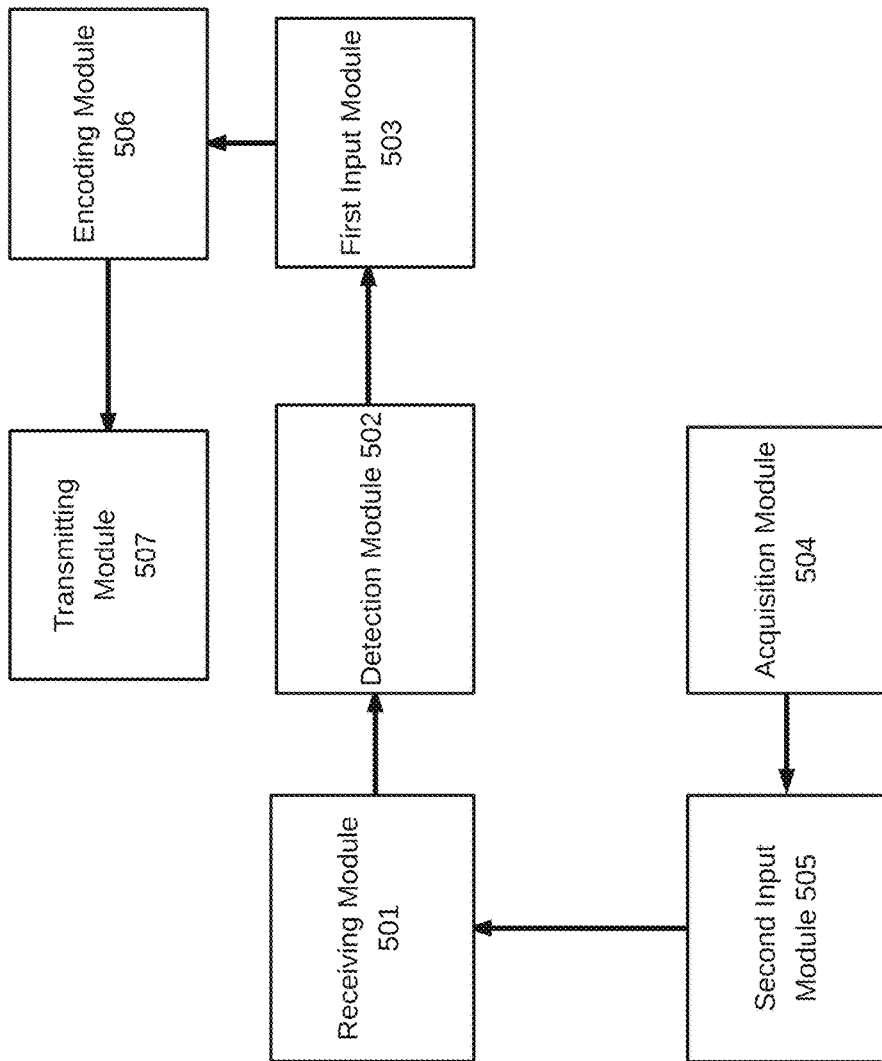 Transmitting
Module
507
Encoding Module
506
Receiving Module
501
Detection Module 502
First Input Module
503
Second Input
Module 505
Acquisition Module
504